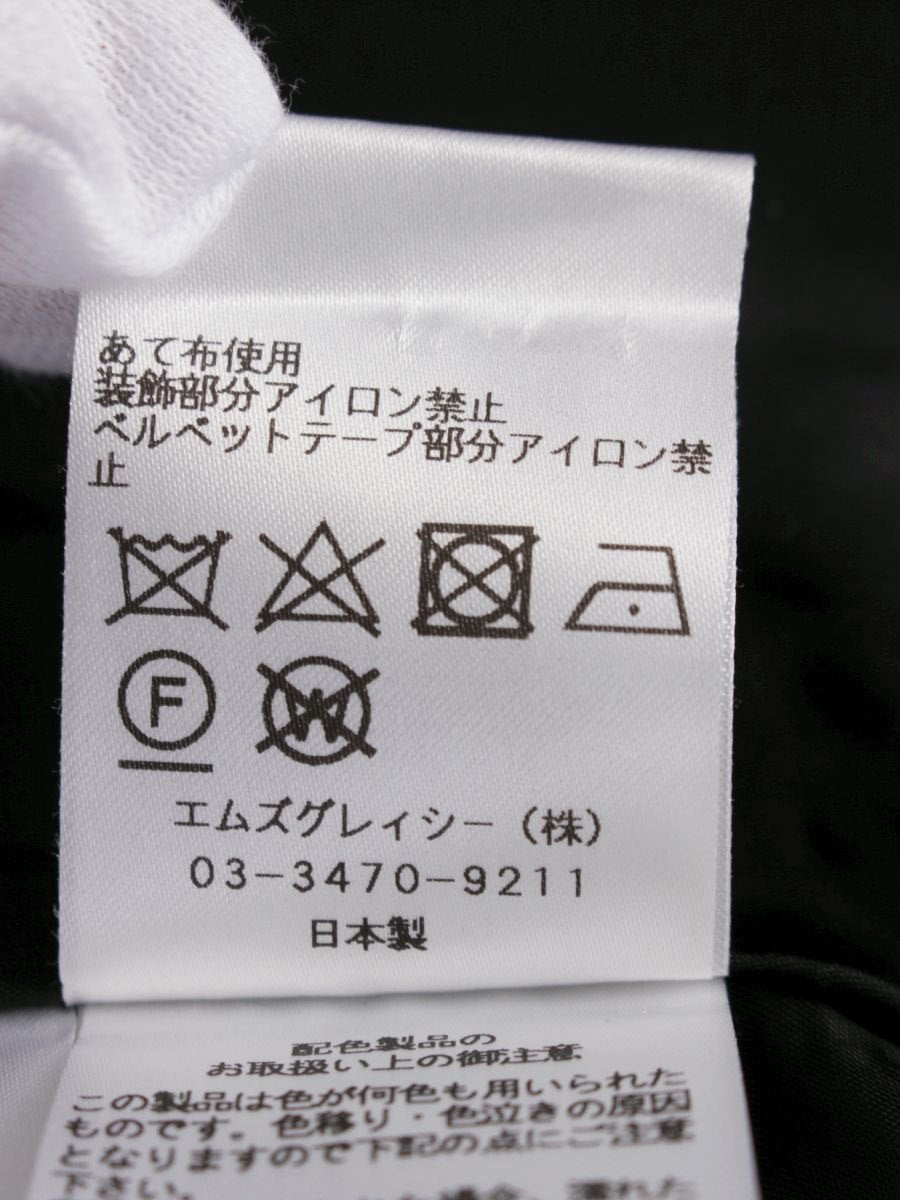 あて布使用
装飾部分アイロン禁止
ベルベットテープ部分アイロン禁
止
F
W
エムズグレィシー（株）
03-3470-9211
日本製
配色製品の
お取扱い上の御注意
この製品は色が何色も用いられた
ものです。色移り・色泣きの原因
となりますので下記の点にご注意
下さい。